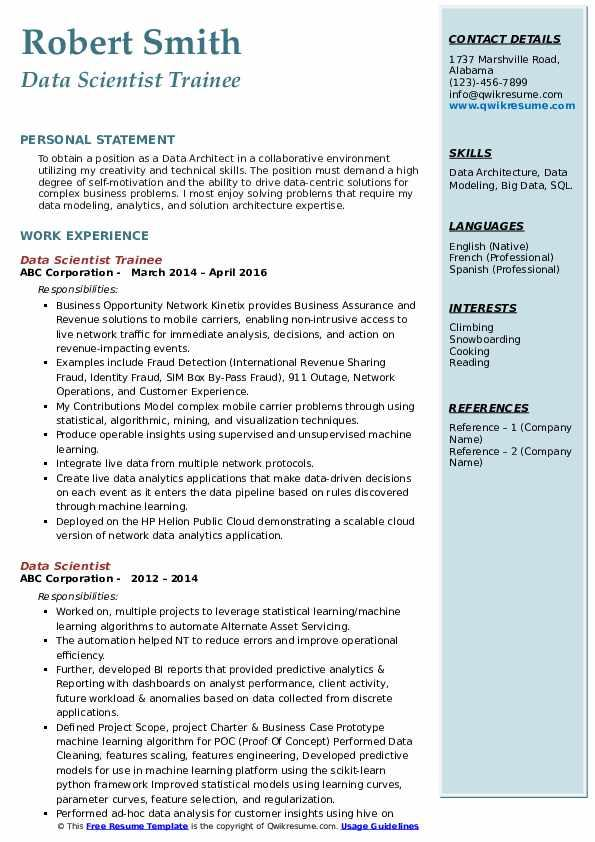 Robert Smith
Data Scientist Trainee
PERSONAL STATEMENT
To obtain a position as a Data Architect in a collaborative environment
utilizing my creativity and technical skills. The position must demand a high
degree of self-motivation and the ability to drive data-centric solutions for
complex business problems. I most enjoy solving problems that require my
data modeling, analytics, and solution architecture expertise.
WORK EXPERIENCE
Data Scientist Trainee
ABC Corporation - March 2014 – April 2016
Responsibilities:
▪ Business Opportunity Network Kinetix provides Business Assurance and
Revenue solutions to mobile carriers, enabling non-intrusive access to
live network traffic for immediate analysis, decisions, and action on
revenue-impacting events.
▪ Examples include Fraud Detection (International Revenue Sharing
Fraud, Identity Fraud, SIM Box By-Pass Fraud), 911 Outage, Network
Operations, and Customer Experience.
▪ My Contributions Model complex mobile carrier problems through using
statistical, algorithmic, mining, and visualization techniques.
▪ Produce operable insights using supervised and unsupervised machine
learning.
▪ Integrate live data from multiple network protocols.
▪ Create live data analytics applications that make data-driven decisions
on each event as it enters the data pipeline based on rules discovered
through machine learning.
▪ Deployed on the HP Helion Public Cloud demonstrating a scalable cloud
version of network data analytics application.
Data Scientist
ABC Corporation - 2012 – 2014
Responsibilities:
▪ Worked on, multiple projects to leverage statistical learning/machine
learning algorithms to automate Alternate Asset Servicing.
▪ The automation helped NT to reduce errors and improve operational
efficiency.
▪ Further, developed BI reports that provided predictive analytics &
Reporting with dashboards on analyst performance, client activity,
future workload & anomalies based on data collected from discrete
applications.
▪ Defined Project Scope, project Charter & Business Case Prototype
machine learning algorithm for POC (Proof Of Concept) Performed Data
Cleaning, features scaling, features engineering, Developed predictive
models for use in machine learning platform using the scikit-learn
python framework Improved statistical models using learning curves,
parameter curves, feature selection, and regularization.
▪ Performed ad-hoc data analysis for customer insights using hive on
© This Free Resume Template is the copyright of Qwikresume.com. Usage Guidelines
CONTACT DETAILS
1737 Marshville Road,
Alabama
(123)-456-7899
info@qwikresume.com
www.qwikresume.com
SKILLS
Data Architecture, Data
Modeling, Big Data, SQL.
LANGUAGES
English (Native)
French (Professional)
Spanish (Professional)
INTERESTS
Climbing
Snowboarding
Cooking
Reading
REFERENCES
Reference – 1 (Company
Name)
Reference – 2 (Company
Name)